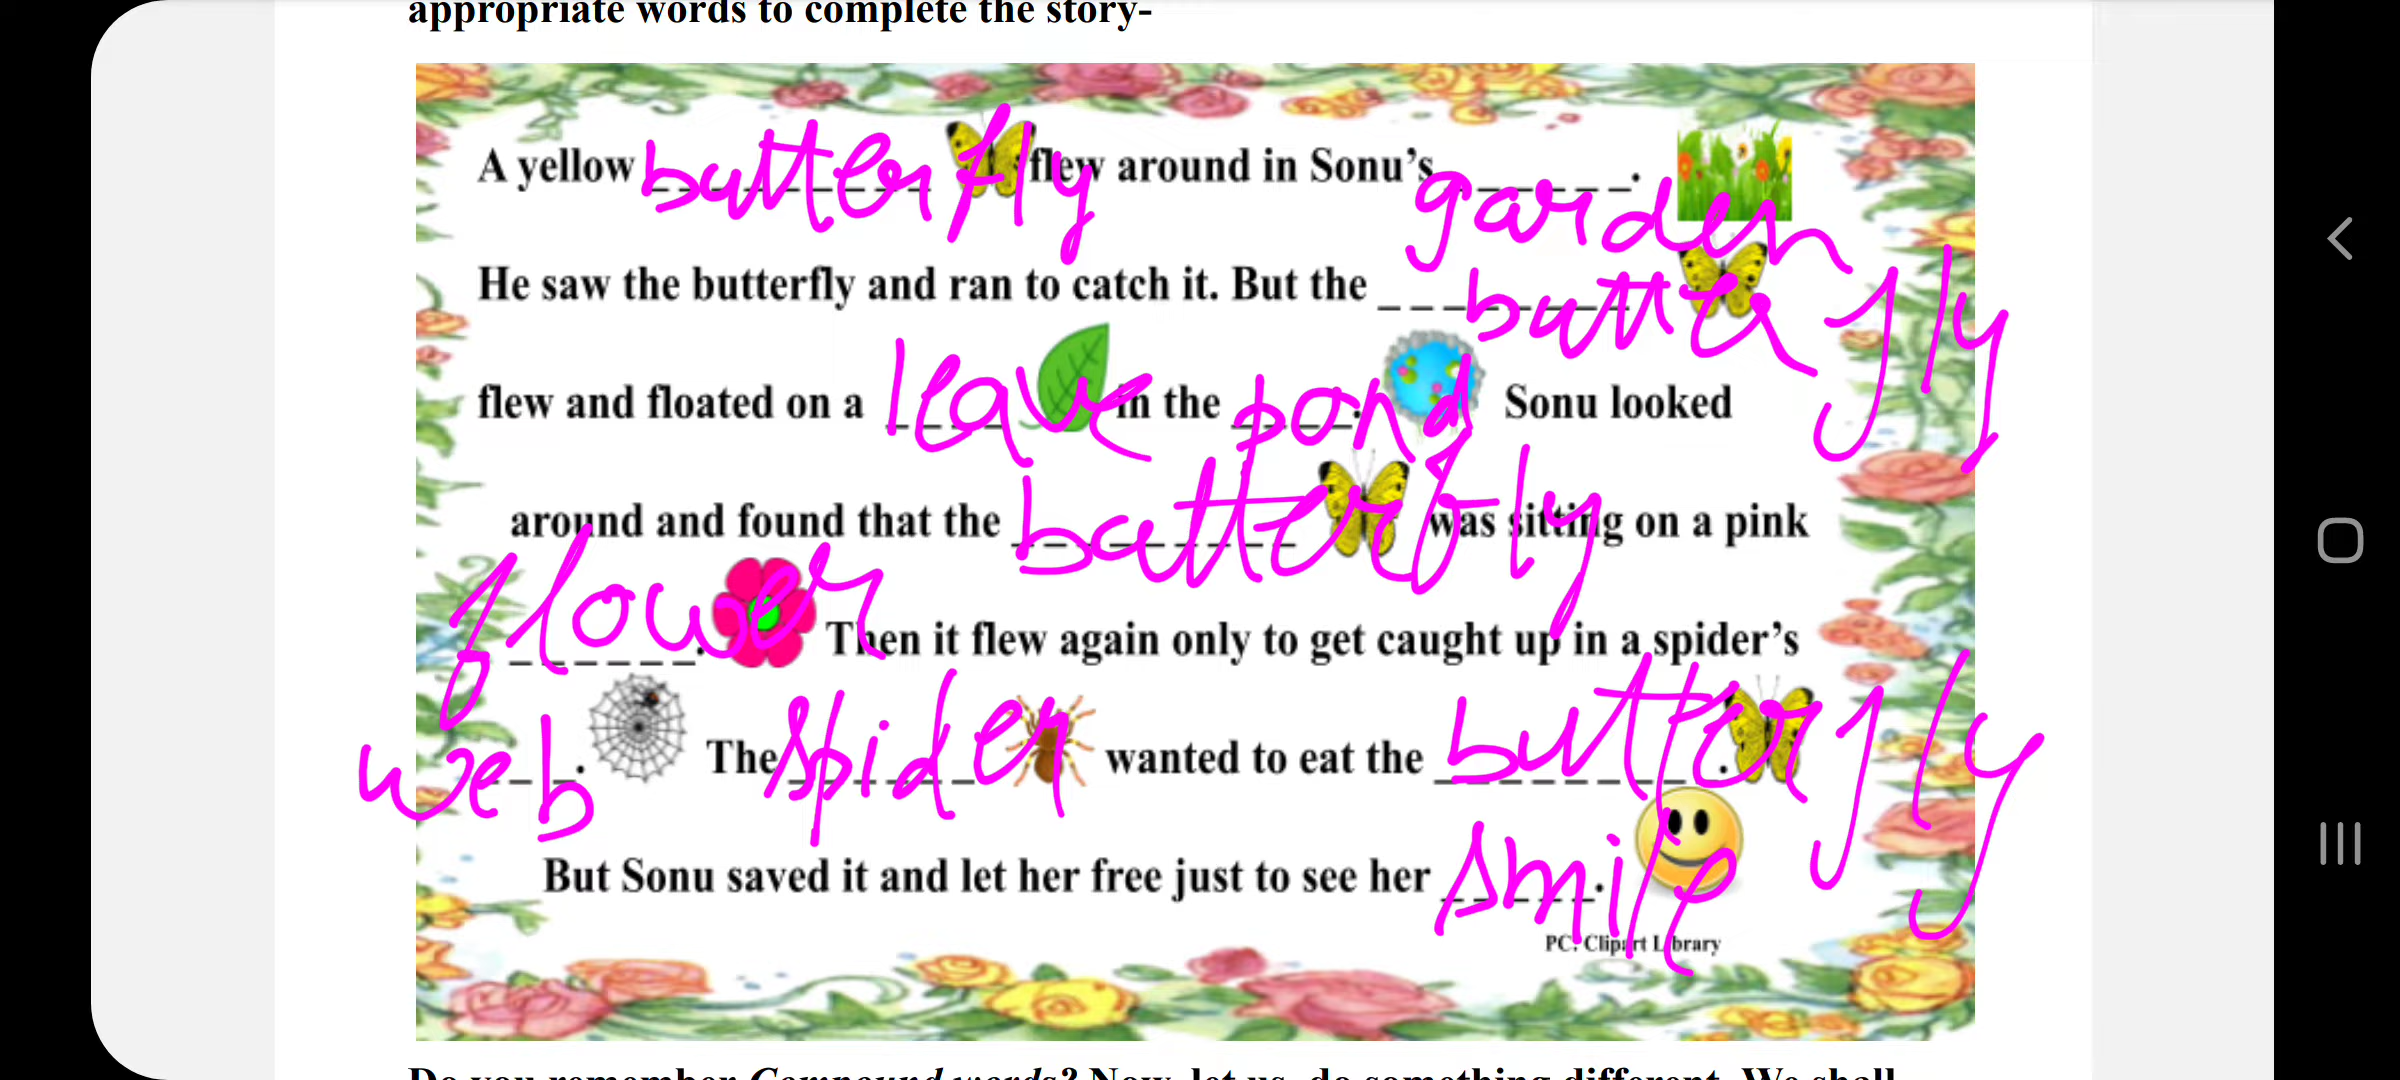 appropriate words to complete the story-
A yellow butterfly flew around in Sonu's garden.
He saw the butterfly and ran to catch it. But the butterfly
flew and floated on a leave in the pond. Sonu looked
around and found that the butterfly was sitting on a pink
flower. Then it flew again only to get caught up in a spider's
web. The spider wanted to eat the butterfly.
But Sonu saved it and let her free just to see her smile.
PC: Clipart Library
Do you remember Compound words? Now, let us, do something different. We shall